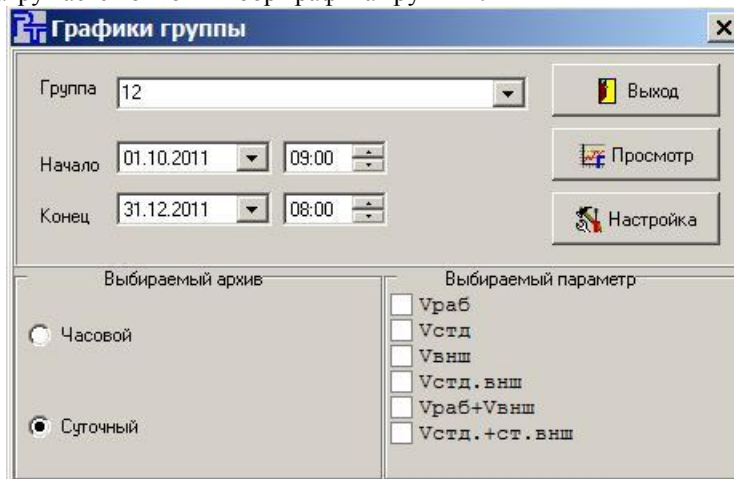 Графики группы
Группа 12 Выход
Начало 01.10.2011 09:00 Просмотр
Конец 31.12.2011 08:00 Настройка
Выбираемый архив Выбираемый параметр
Vраб
Vстд
Часовой
Vвнш
Vстд.внш
Vраб+Vвнш
Суточный
Vстд.+ст.внш